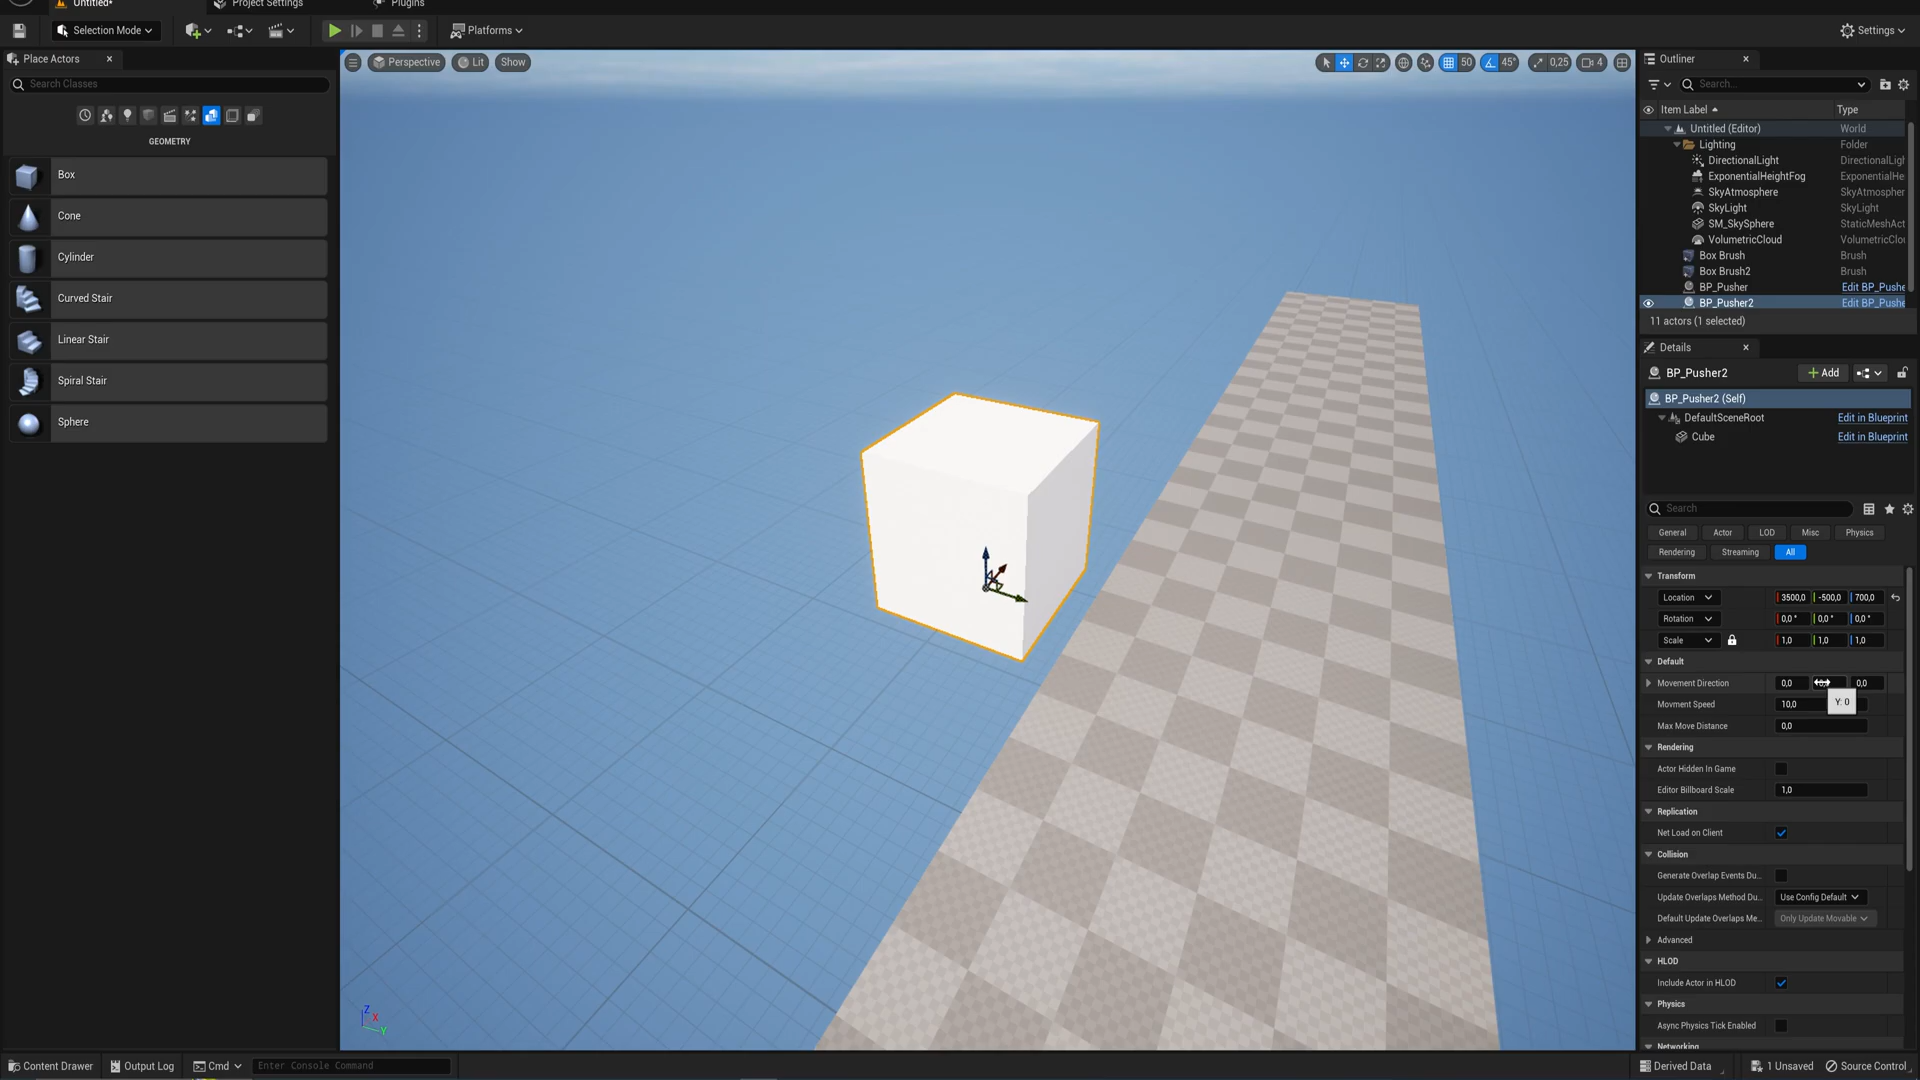 Untitled*
Project Settings
Plugins
Selection Mode
Platforms
Settings
Place Actors
Search Classes
GEOMETRY
Box
Cone
Cylinder
Curved Stair
Linear Stair
Spiral Stair
Sphere
Perspective
Lit
Show
50
45°
0,25
4
Outliner
Search...
Item Label
Type
Untitled (Editor)
World
Lighting
Folder
DirectionalLight
DirectionalLigh
ExponentialHeightFog
ExponentialHe
SkyAtmosphere
SkyAtmospher
SkyLight
SkyLight
SM_SkySphere
StaticMeshAct
VolumetricCloud
VolumetricClou
Box Brush
Brush
Box Brush2
Brush
BP_Pusher
Edit BP_Pushe
BP_Pusher2
Edit BP_Pushe
11 actors (1 selected)
Details
BP_Pusher2
Add
BP_Pusher2 (Self)
DefaultSceneRoot
Edit in Blueprint
Cube
Edit in Blueprint
Search
General
Actor
LOD
Misc
Physics
Rendering
Streaming
All
Transform
Location
3500,0
-500,0
700,0
Rotation
0,0 °
0,0 °
0,0 °
Scale
1,0
1,0
1,0
Default
Movement Direction
0,0
0,0
Y: 0
Movment Speed
10,0
Max Move Distance
0,0
Rendering
Actor Hidden In Game
Editor Billboard Scale
1,0
Replication
Net Load on Client
Collision
Generate Overlap Events Du...
Update Overlaps Method Du...
Use Config Default
Default Update Overlaps Me...
Only Update Movable
Advanced
HLOD
Include Actor in HLOD
Physics
Async Physics Tick Enabled
Networking
Z
X
Y
Content Drawer
Output Log
Cmd
Enter Console Command
Derived Data
1 Unsaved
Source Control